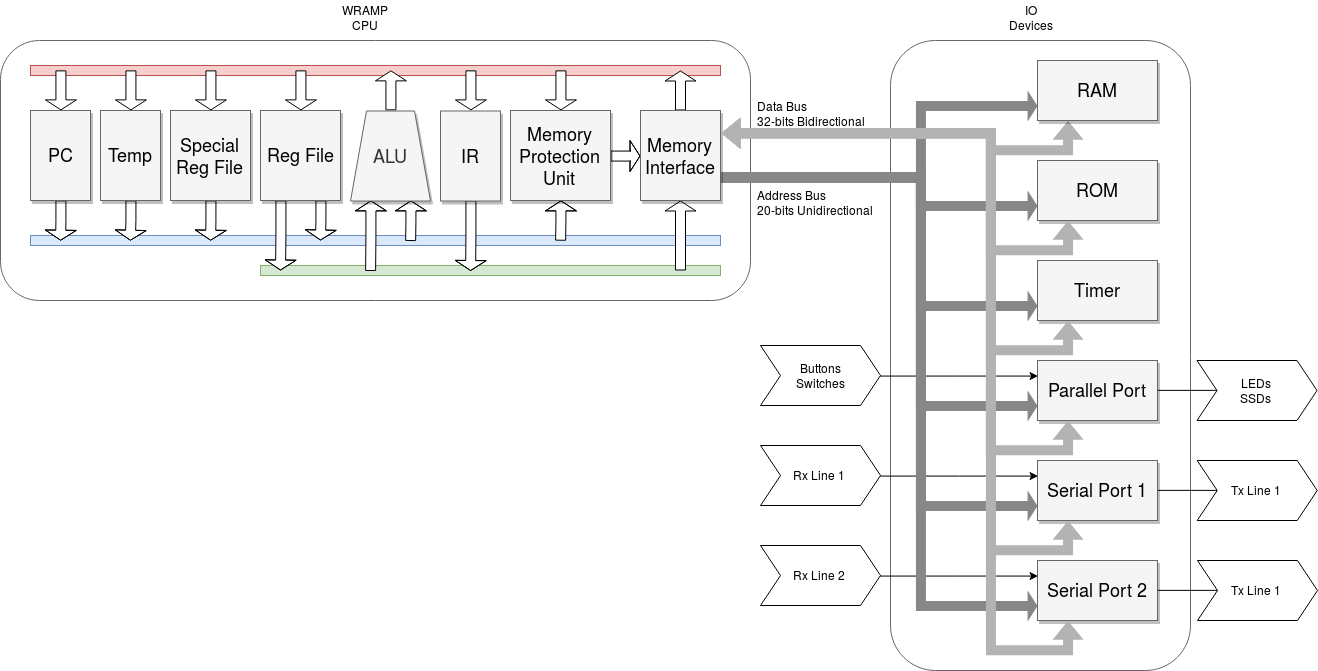 WRAMP
CPU
IO
Devices
PC
Temp
Special
Reg File
Reg File
ALU
IR
Memory
Protection
Unit
Memory
Interface
Data Bus
32-bits Bidirectional
Address Bus
20-bits Unidirectional
RAM
ROM
Timer
Buttons
Switches
Parallel Port
LEDs
SSDs
Rx Line 1
Serial Port 1
Tx Line 1
Rx Line 2
Serial Port 2
Tx Line 1